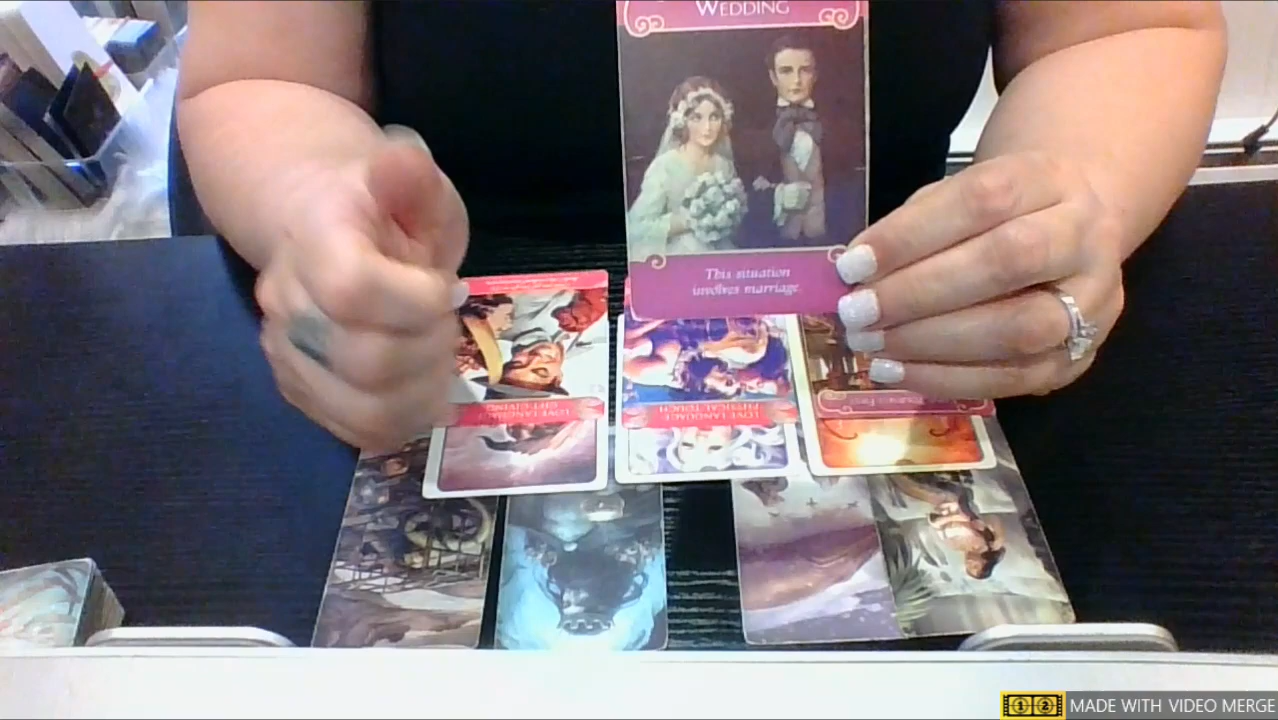 WEDDING
This situation
involves marriage.
LOVE LANGUAGE
GIFT GIVING
LOVE LANGUAGE
PHYSICAL TOUCH
MADE WITH VIDEO MERGE